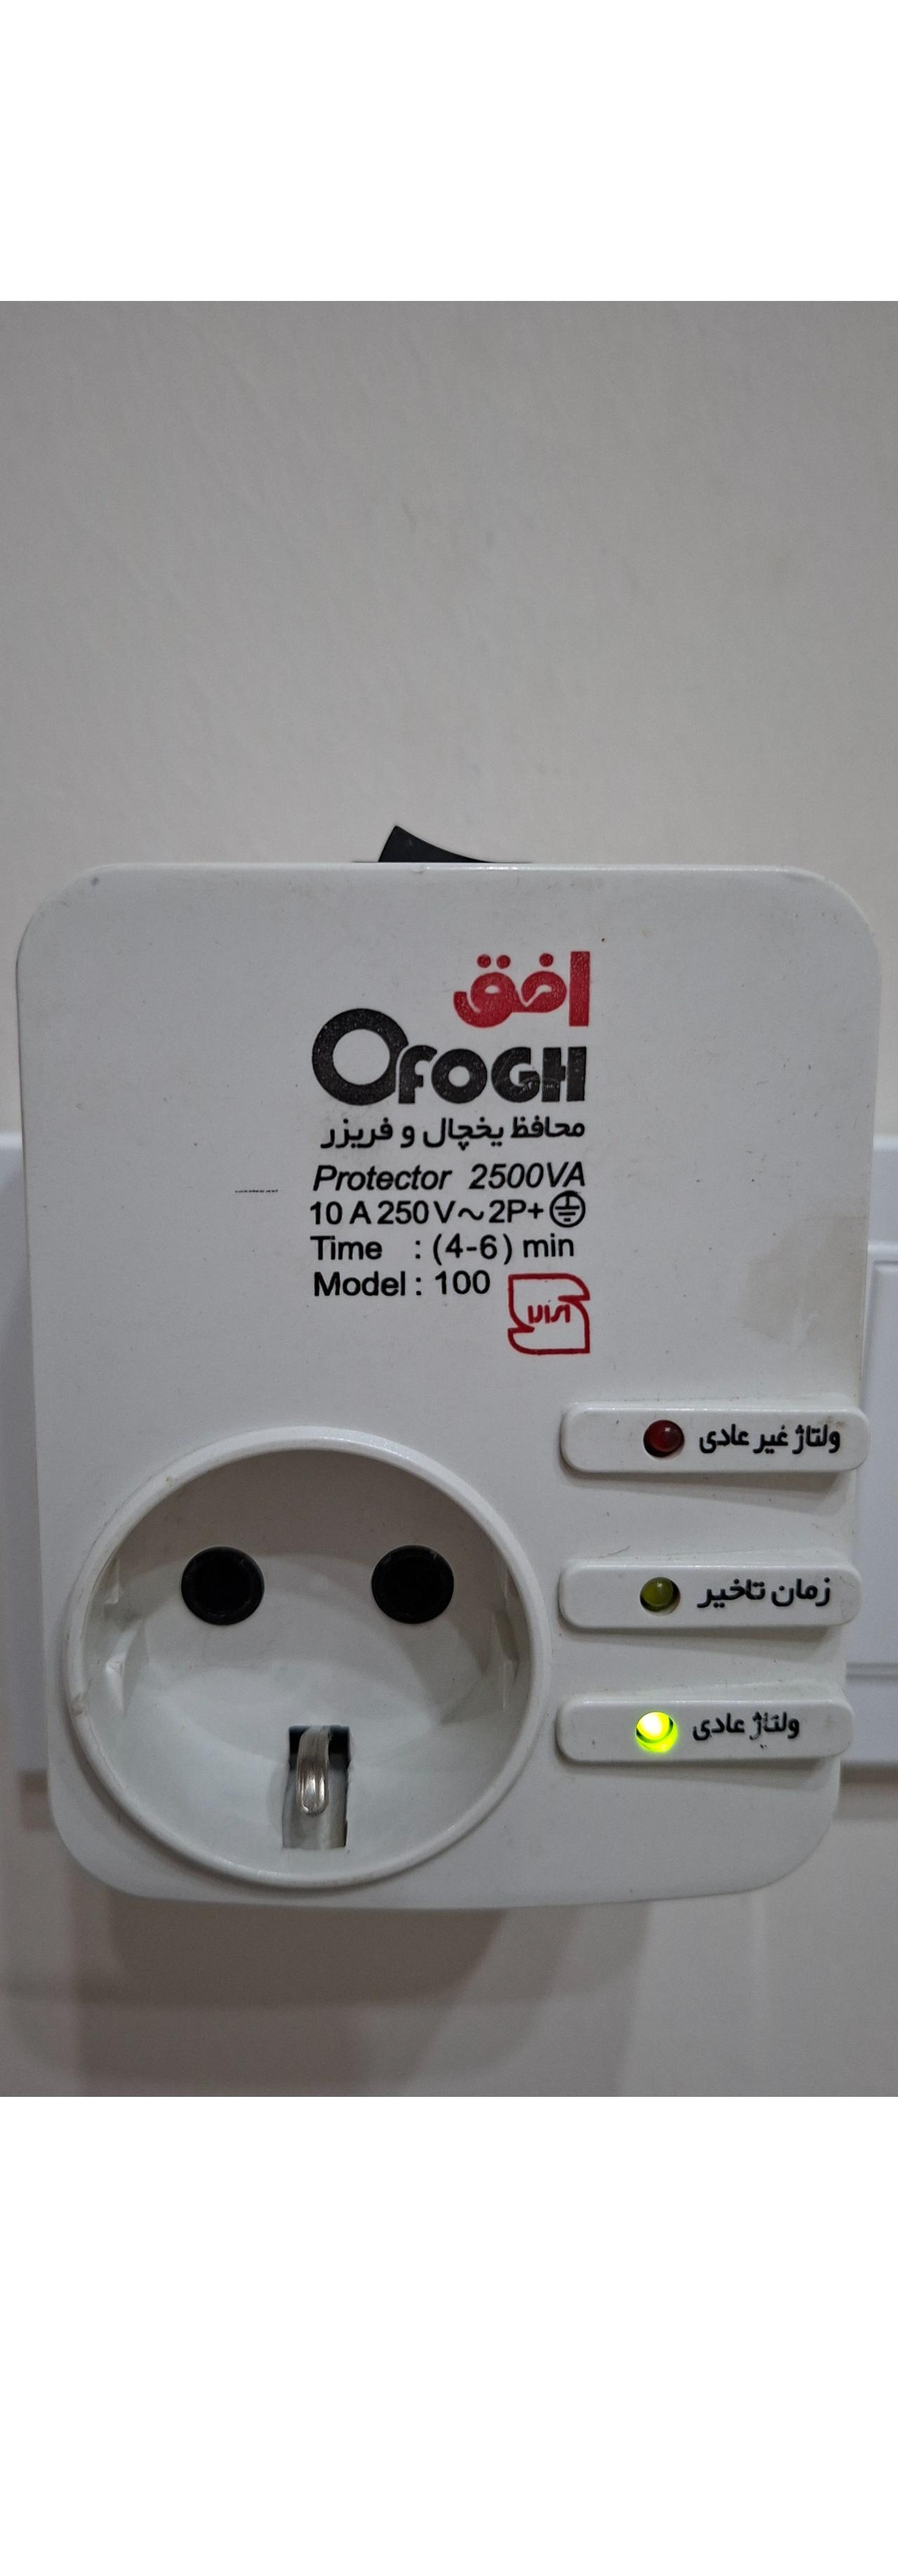 افق
OFOGH
محافظ یخچال و فریزر
Protector 2500VA
10 A 250 V~ 2P+
Time : (4-6) min
Model : 100
ولتاژ غیر عادی
زمان تاخیر
ولتاژ عادی